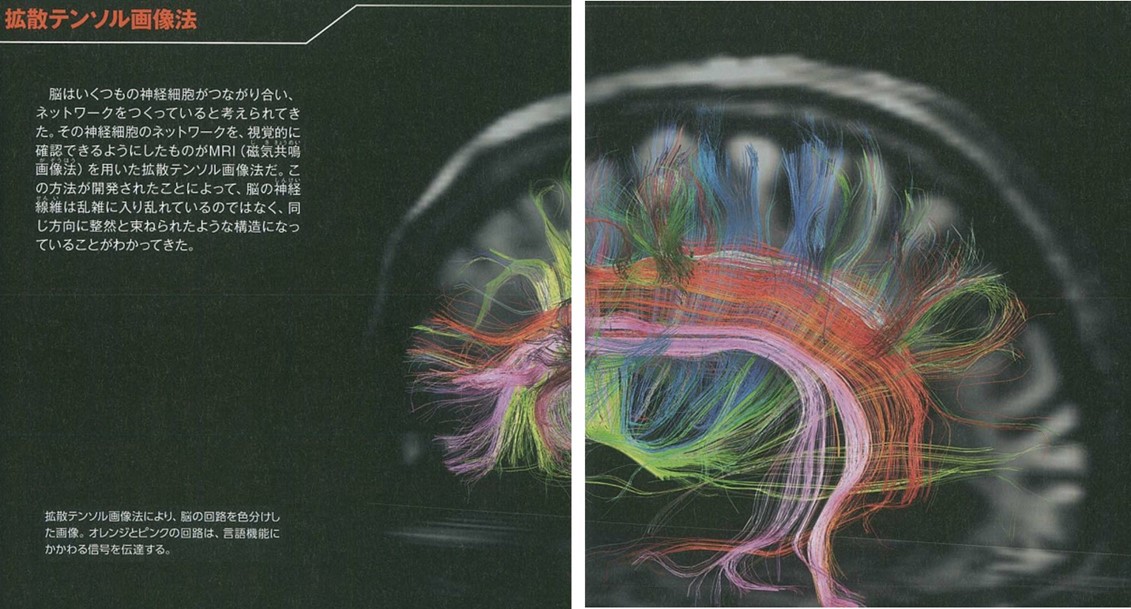 拡散テンソル画像法
脳はいくつもの神経細胞がつながり合い、
ネットワークをつくっていると考えられてき
た。その神経細胞のネットワークを、視覚的に
確認できるようにしたものがMRI(磁気共鳴
画像法)を用いた拡散テンソル画像法だ。こ
の方法が開発されたことによって、脳の神経
線維は乱雑に入り乱れているのではなく、同
じ方向に整然と束ねられたような構造になっ
ていることがわかってきた。
拡散テンソル画像法により、脳の回路を色分けし
た画像。オレンジとピンクの回路は、言語機能に
かかわる信号を伝達する。